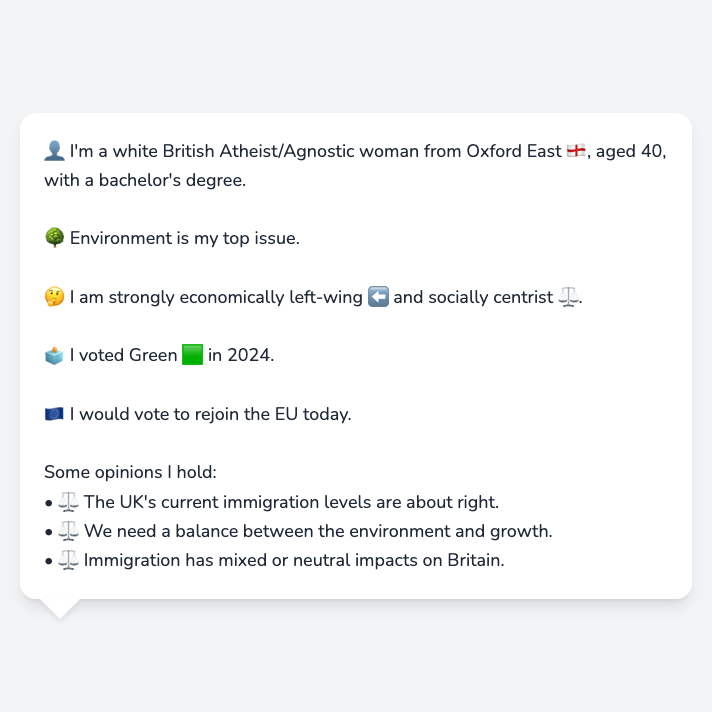 👤 I'm a white British Atheist/Agnostic woman from Oxford East 🏴󠁧󠁢󠁥󠁮󠁧󠁿, aged 40,
with a bachelor's degree.
🌳 Environment is my top issue.
🤔 I am strongly economically left-wing ⬅️ and socially centrist ⚖️.
🗳️ I voted Green 🟩 in 2024.
🇪🇺 I would vote to rejoin the EU today.
Some opinions I hold:
• ⚖️ The UK's current immigration levels are about right.
• ⚖️ We need a balance between the environment and growth.
• ⚖️ Immigration has mixed or neutral impacts on Britain.